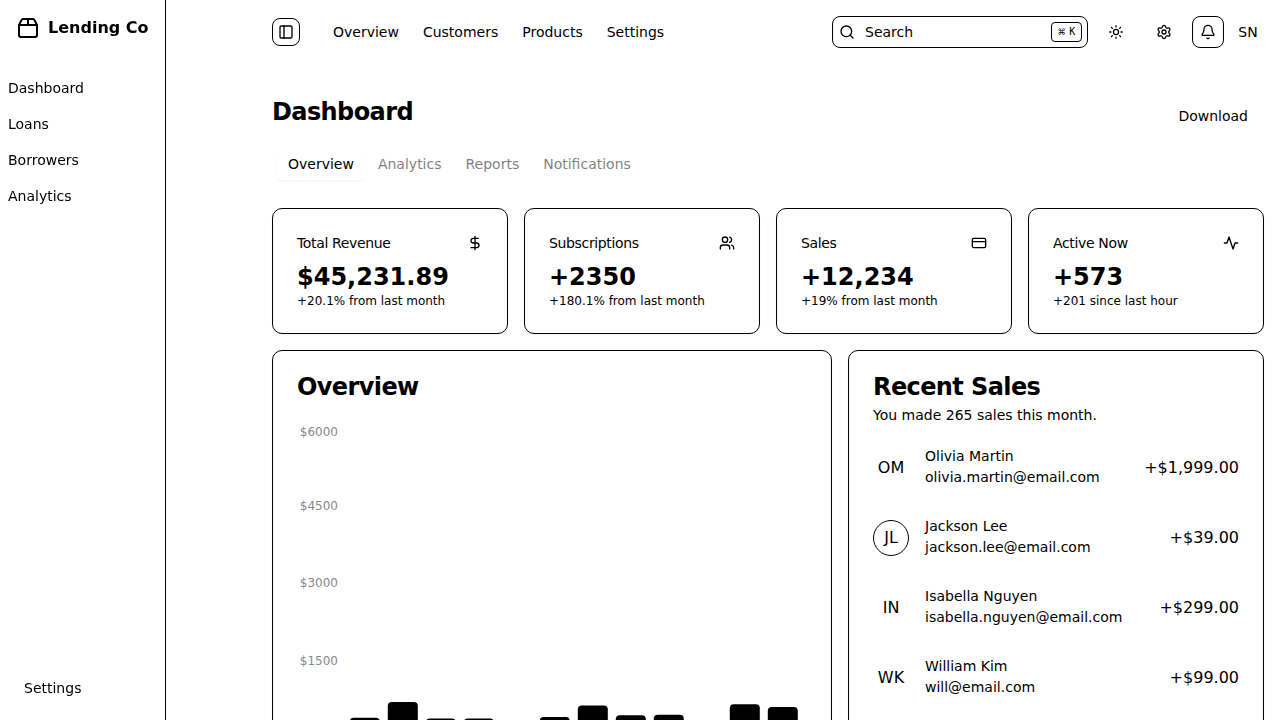 Lending Co
Dashboard
Loans
Borrowers
Analytics
Settings
Overview Customers Products Settings
Search ⌘ K
SN
Dashboard
Download
Overview Analytics Reports Notifications
Total Revenue
$45,231.89
+20.1% from last month
Subscriptions
+2350
+180.1% from last month
Sales
+12,234
+19% from last month
Active Now
+573
+201 since last hour
Overview
$6000
$4500
$3000
$1500
Recent Sales
You made 265 sales this month.
OM
Olivia Martin
olivia.martin@email.com
+$1,999.00
JL
Jackson Lee
jackson.lee@email.com
+$39.00
IN
Isabella Nguyen
isabella.nguyen@email.com
+$299.00
WK
William Kim
will@email.com
+$99.00